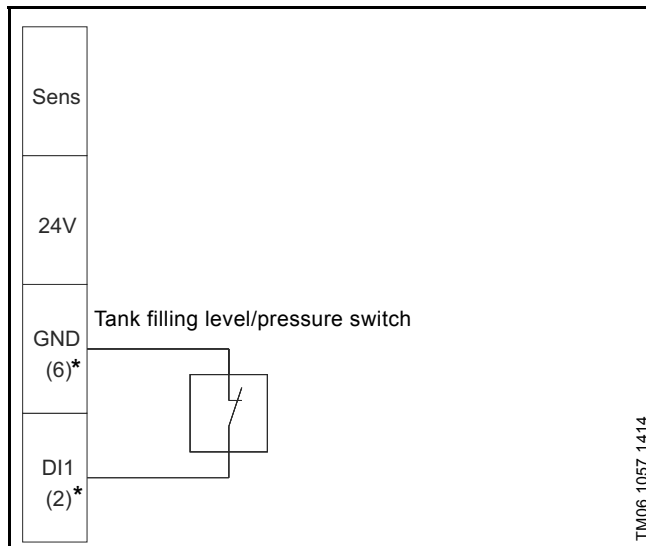 Sens
24V
GND
(6)*
Tank filling level/pressure switch
DI1
(2)*
TM06 1057 1414